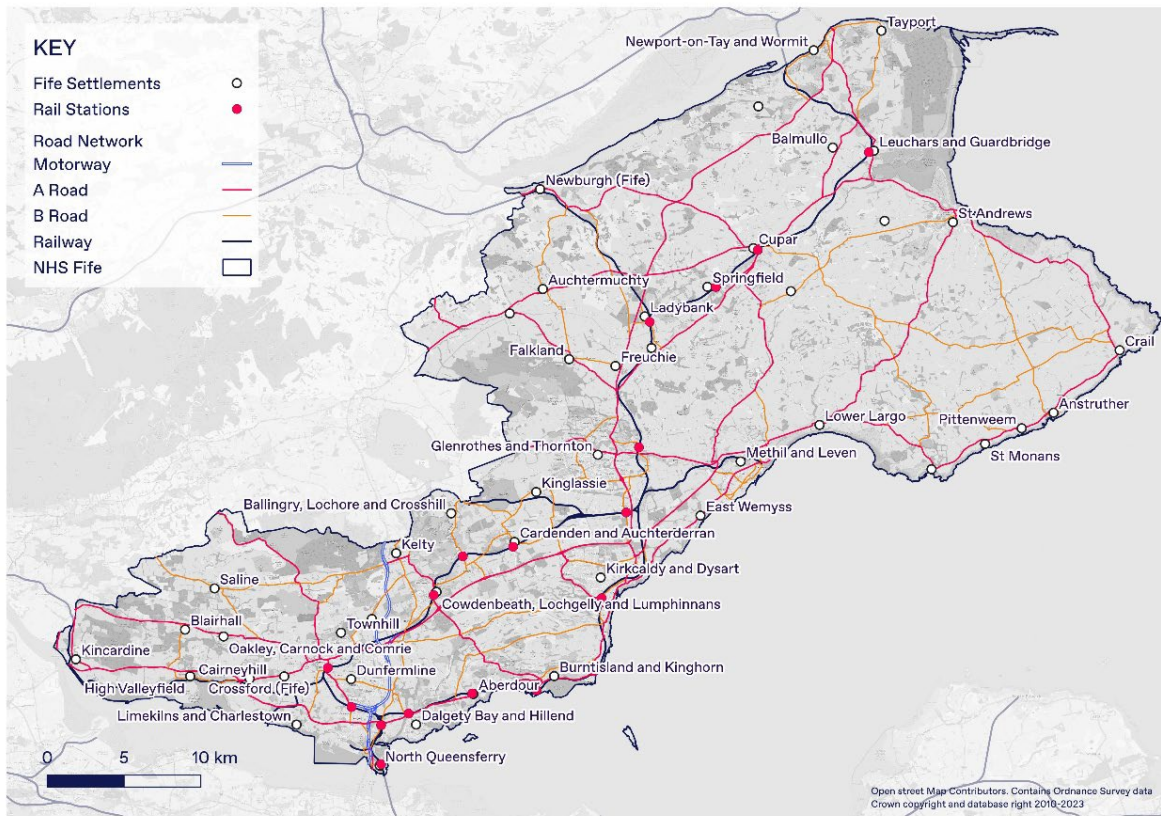 KEY
Fife Settlements
Rail Stations
Road Network
Motorway
A Road
B Road
Railway
NHS Fife
Tayport
Newport-on-Tay and Wormit
Balmullo
Leuchars and Guardbridge
Newburgh (Fife)
St Andrews
Cupar
Springfield
Auchtermuchty
Ladybank
Falkland
Freuchie
Crail
Anstruther
Pittenweem
Lower Largo
St Monans
Glenrothes and Thornton
Methil and Leven
Kinglassie
Ballingry, Lochore and Crosshill
East Wemyss
Cardenden and Auchterderran
Kelty
Kirkcaldy and Dysart
Saline
Cowdenbeath, Lochgelly and Lumphinnans
Blairhall
Townhill
Oakley, Carnock and Comrie
Kincardine
Cairneyhill
Dunfermline
Burntisland and Kinghorn
High Valleyfield
Crossford (Fife)
Aberdour
Limekilns and Charlestown
Dalgety Bay and Hillend
North Queensferry
0 5 10 km
Open street Map Contributors. Contains Ordnance Survey data
Crown copyright and database right 2010-2023